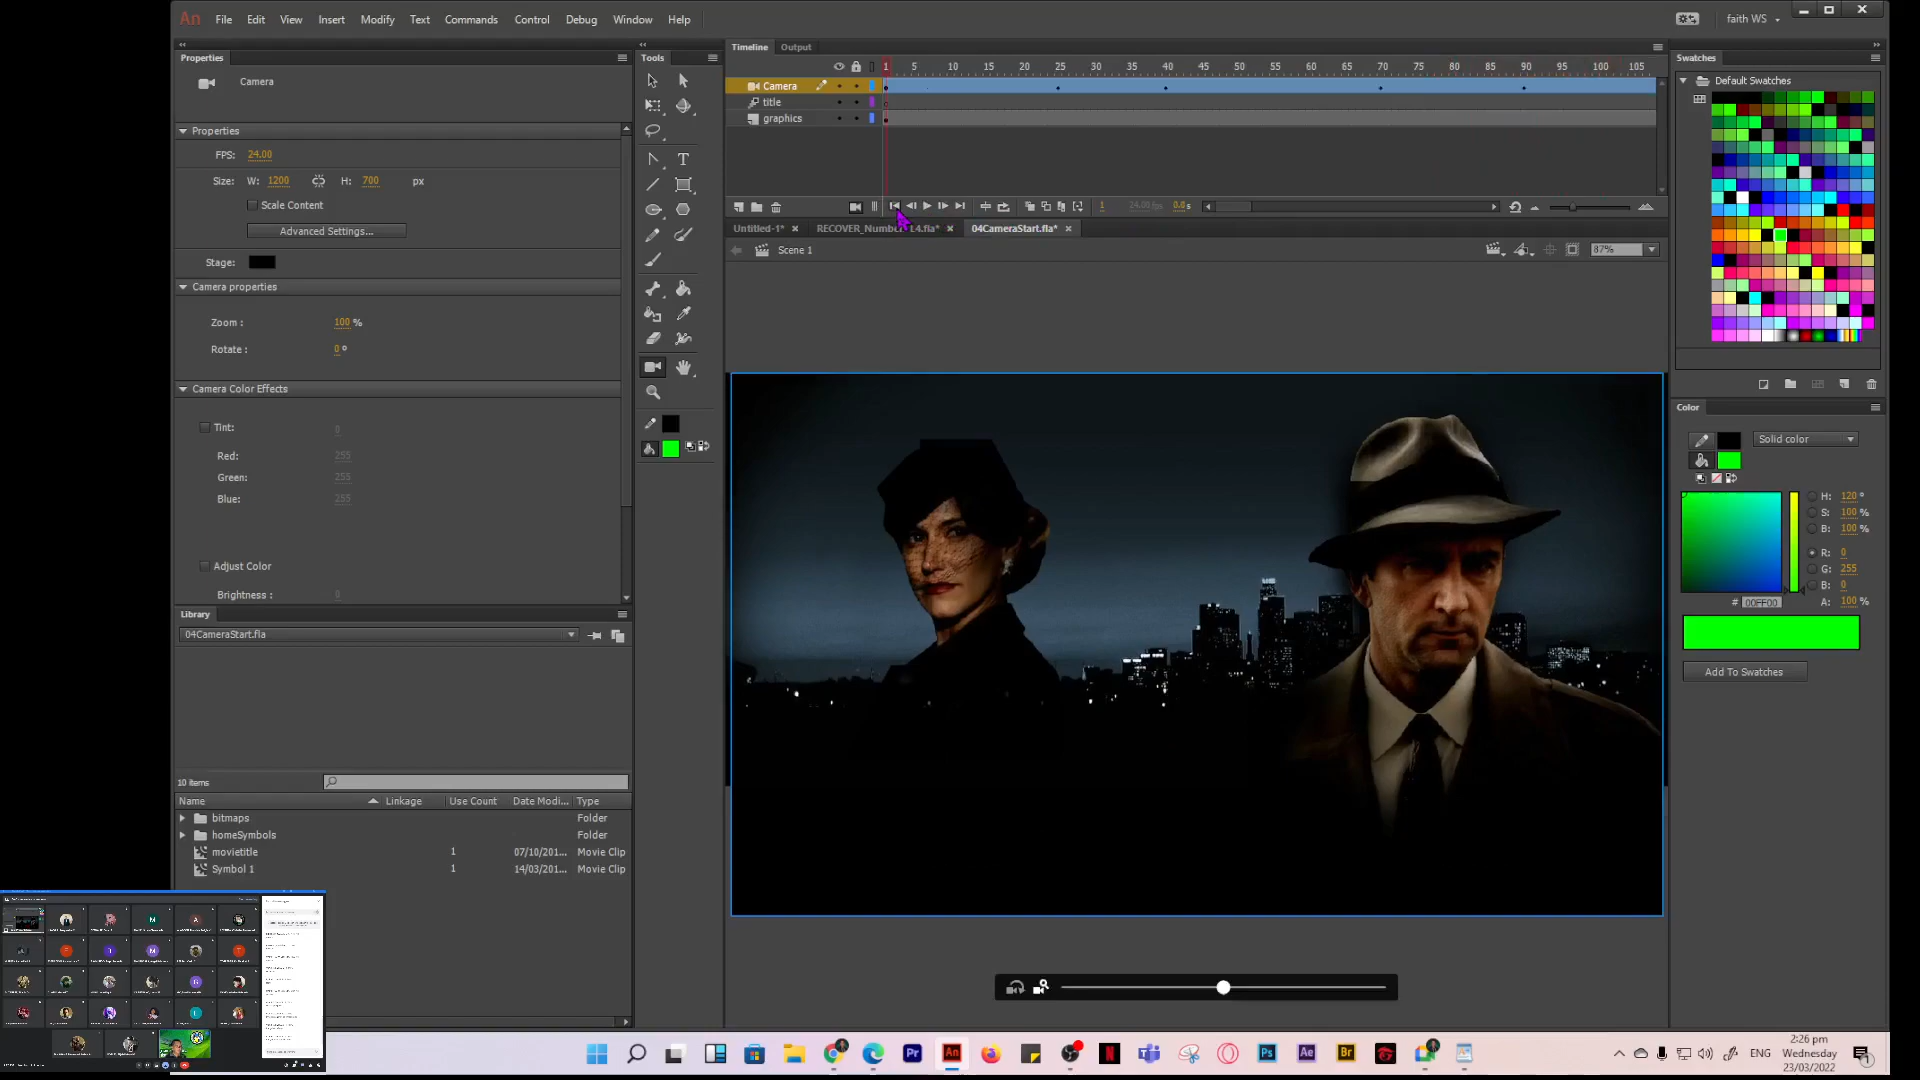 An File Edit View Insert Modify Commands Text Control Debug Window Help faith WS
Properties
Camera
Properties
FPS: 24.00
Size: W: 1200 H: 700 px
Scale Content
Advanced Settings...
Stage:
Camera properties
Zoom : 100 %
Rotate : 0 °
Camera Color Effects
Tint: 0
Red: 255
Green: 255
Blue: 255
Adjust Color
Brightness : 0
Library
04CameraStart.fla
10 items
Name Linkage Use Count Date Modi... Type
bitmaps Folder
homeSymbols Folder
movietitle 1 07/10/201... Movie Clip
Symbol 1 1 14/03/201... Movie Clip
Tools
Timeline Output
1 5 10 15 20 25 30 35 40 45 50 55 60 65 70 75 80 85 90 95 100 105
Camera
title
graphics
1 24.00 fps 0.0 s
Untitled-1* 04CameraStart.fla*
Scene 1 87%
Swatches
Default Swatches
Color
Solid color
H: 120 °
S: 100 %
B: 100 %
R: 0
G: 255
B: 0
# 00FF00 A: 100 %
Add To Swatches
Pr An Ps Ae Br
ENG
2:26 pm
Wednesday
23/03/2022